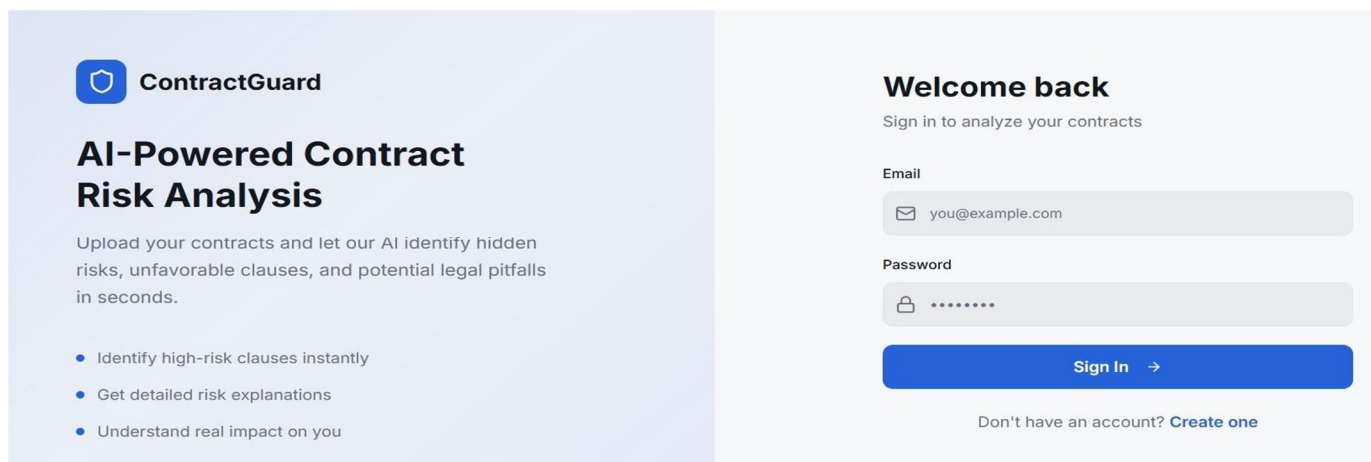 ContractGuard
AI-Powered Contract
Risk Analysis
Upload your contracts and let our AI identify hidden
risks, unfavorable clauses, and potential legal pitfalls
in seconds.
Identify high-risk clauses instantly
Get detailed risk explanations
Understand real impact on you
Welcome back
Sign in to analyze your contracts
Email
you@example.com
Password
••••••••
Sign In →
Don't have an account? Create one